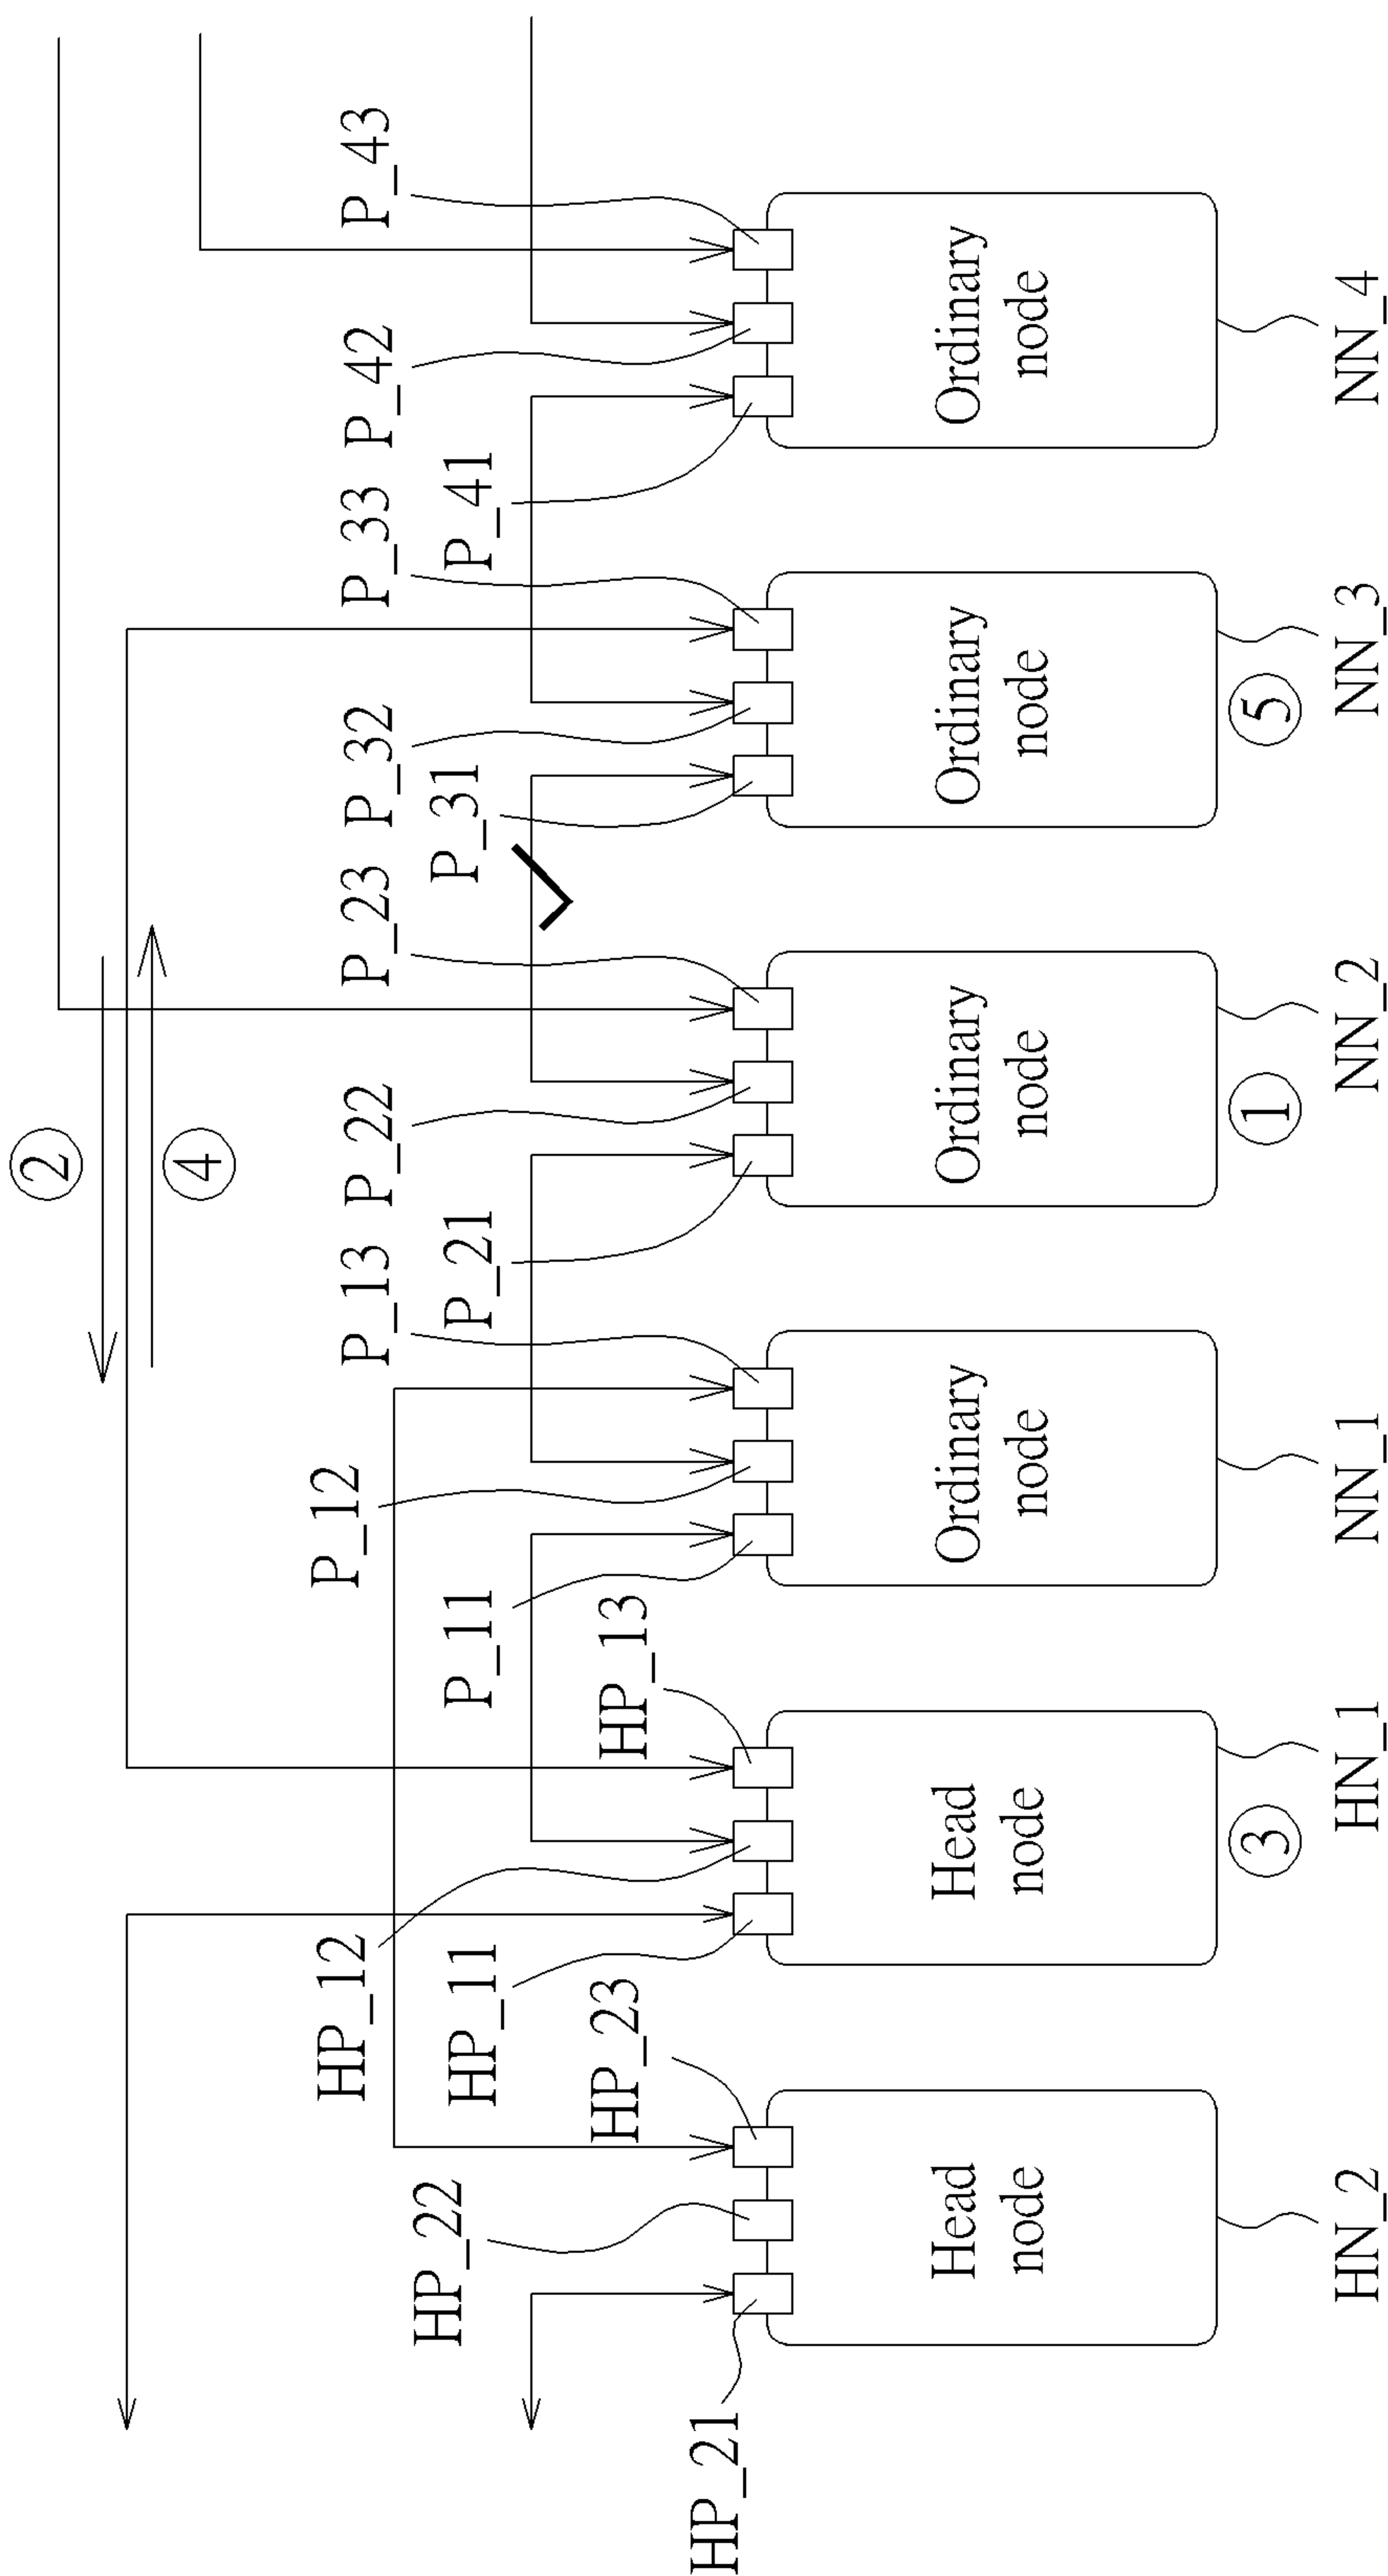 ②
④
HP_21
HP_22
HP_23
HP_11
HP_12
HP_13
P_11
P_12
P_13
P_21
P_22
P_23
P_31
P_32
P_33
P_41
P_42
P_43
Head
node
Head
node
Ordinary
node
Ordinary
node
Ordinary
node
Ordinary
node
③
①
⑤
HN_2
HN_1
NN_1
NN_2
NN_3
NN_4